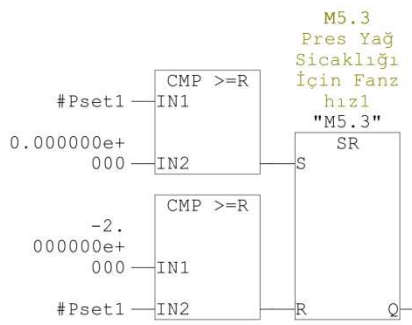 M5.3
Pres Yağ
Sicaklığı
İçin Fanz
hız1
"M5.3"
CMP >=R
SR
#Pset1
IN1
0.000000e+
000
IN2
S
CMP >=R
-2.
000000e+
000
IN1
#Pset1
IN2
R
Q